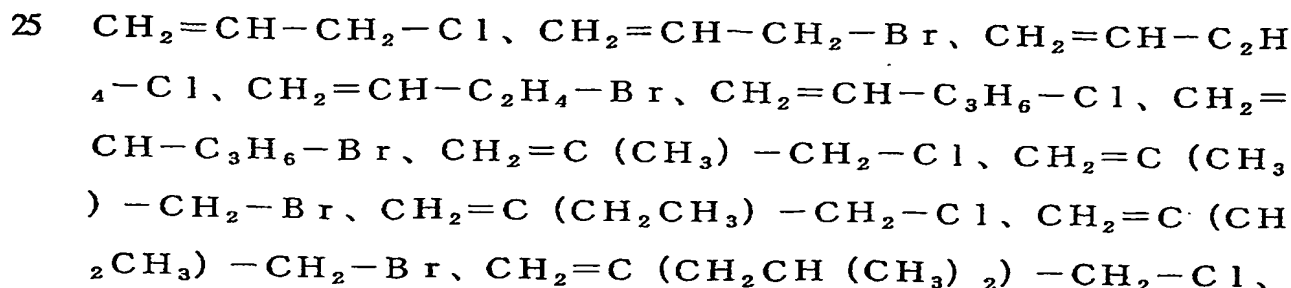 25 CH₂=CH−CH₂−Cl、CH₂=CH−CH₂−Br、CH₂=CH−C₂H
₄−Cl、CH₂=CH−C₂H₄−Br、CH₂=CH−C₃H₆−Cl、CH₂=
CH−C₃H₆−Br、CH₂=C (CH₃) −CH₂−Cl、CH₂=C (CH₃
) −CH₂−Br、CH₂=C (CH₂CH₃) −CH₂−Cl、CH₂=C (CH
₂CH₃) −CH₂−Br、CH₂=C (CH₂CH (CH₃) ₂) −CH₂−Cl、